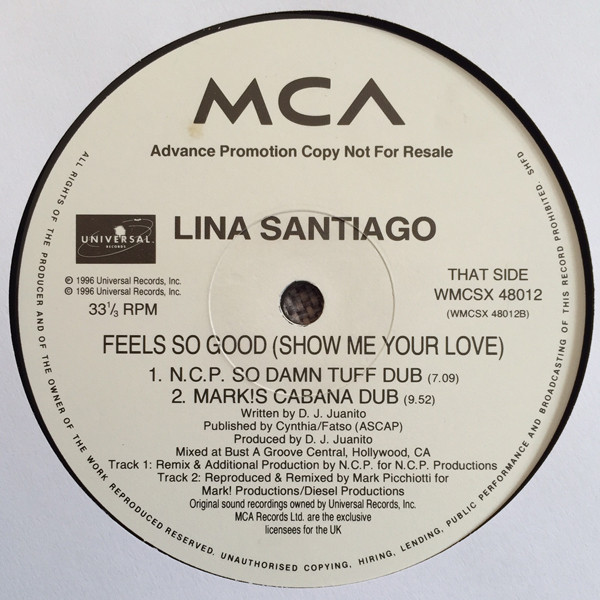 MCA
Advance Promotion Copy Not For Resale
UNIVERSAL
RECORDS
LINA SANTIAGO
℗ 1996 Universal Records, Inc.
© 1996 Universal Records, Inc.
33⅓ RPM
THAT SIDE
WMCSX 48012
(WMCSX 48012B)
FEELS SO GOOD (SHOW ME YOUR LOVE)
1. N.C.P. SO DAMN TUFF DUB (7.09)
2. MARK!S CABANA DUB (9.52)
Written by D. J. Juanito
Published by Cynthia/Fatso (ASCAP)
Produced by D. J. Juanito
Mixed at Bust A Groove Central, Hollywood, CA
Track 1: Remix & Additional Production by N.C.P. for N.C.P. Productions
Track 2: Reproduced & Remixed by Mark Picchiotti for
Mark! Productions/Diesel Productions
Original sound recordings owned by Universal Records, Inc.
MCA Records Ltd. are the exclusive
licensees for the UK
ALL RIGHTS OF THE PRODUCER AND OF THE OWNER OF THE WORK REPRODUCED RESERVED. UNAUTHORISED COPYING, HIRING, LENDING, PUBLIC PERFORMANCE AND BROADCASTING OF THIS RECORD PROHIBITED. SHFD